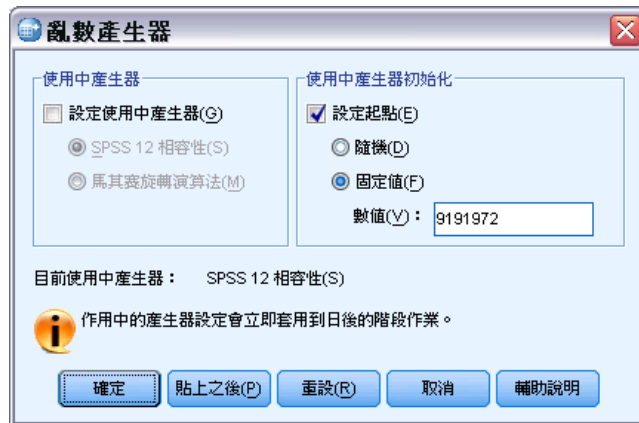 亂數產生器
使用中產生器
設定使用中產生器(G)
SPSS 12 相容性(S)
馬其賽旋轉演算法(M)
使用中產生器初始化
設定起點(E)
隨機(D)
固定值(F)
數值(V)： 9191972
目前使用中產生器： SPSS 12 相容性(S)
作用中的產生器設定會立即套用到日後的階段作業。
確定 貼上之後(P) 重設(R) 取消 輔助說明